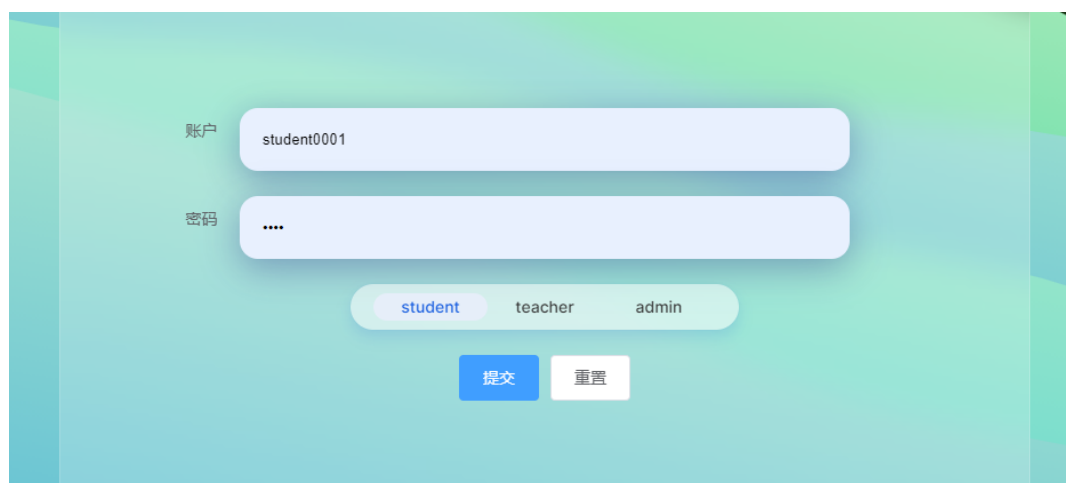 账户
student0001
密码
••••
student teacher admin
提交 重置